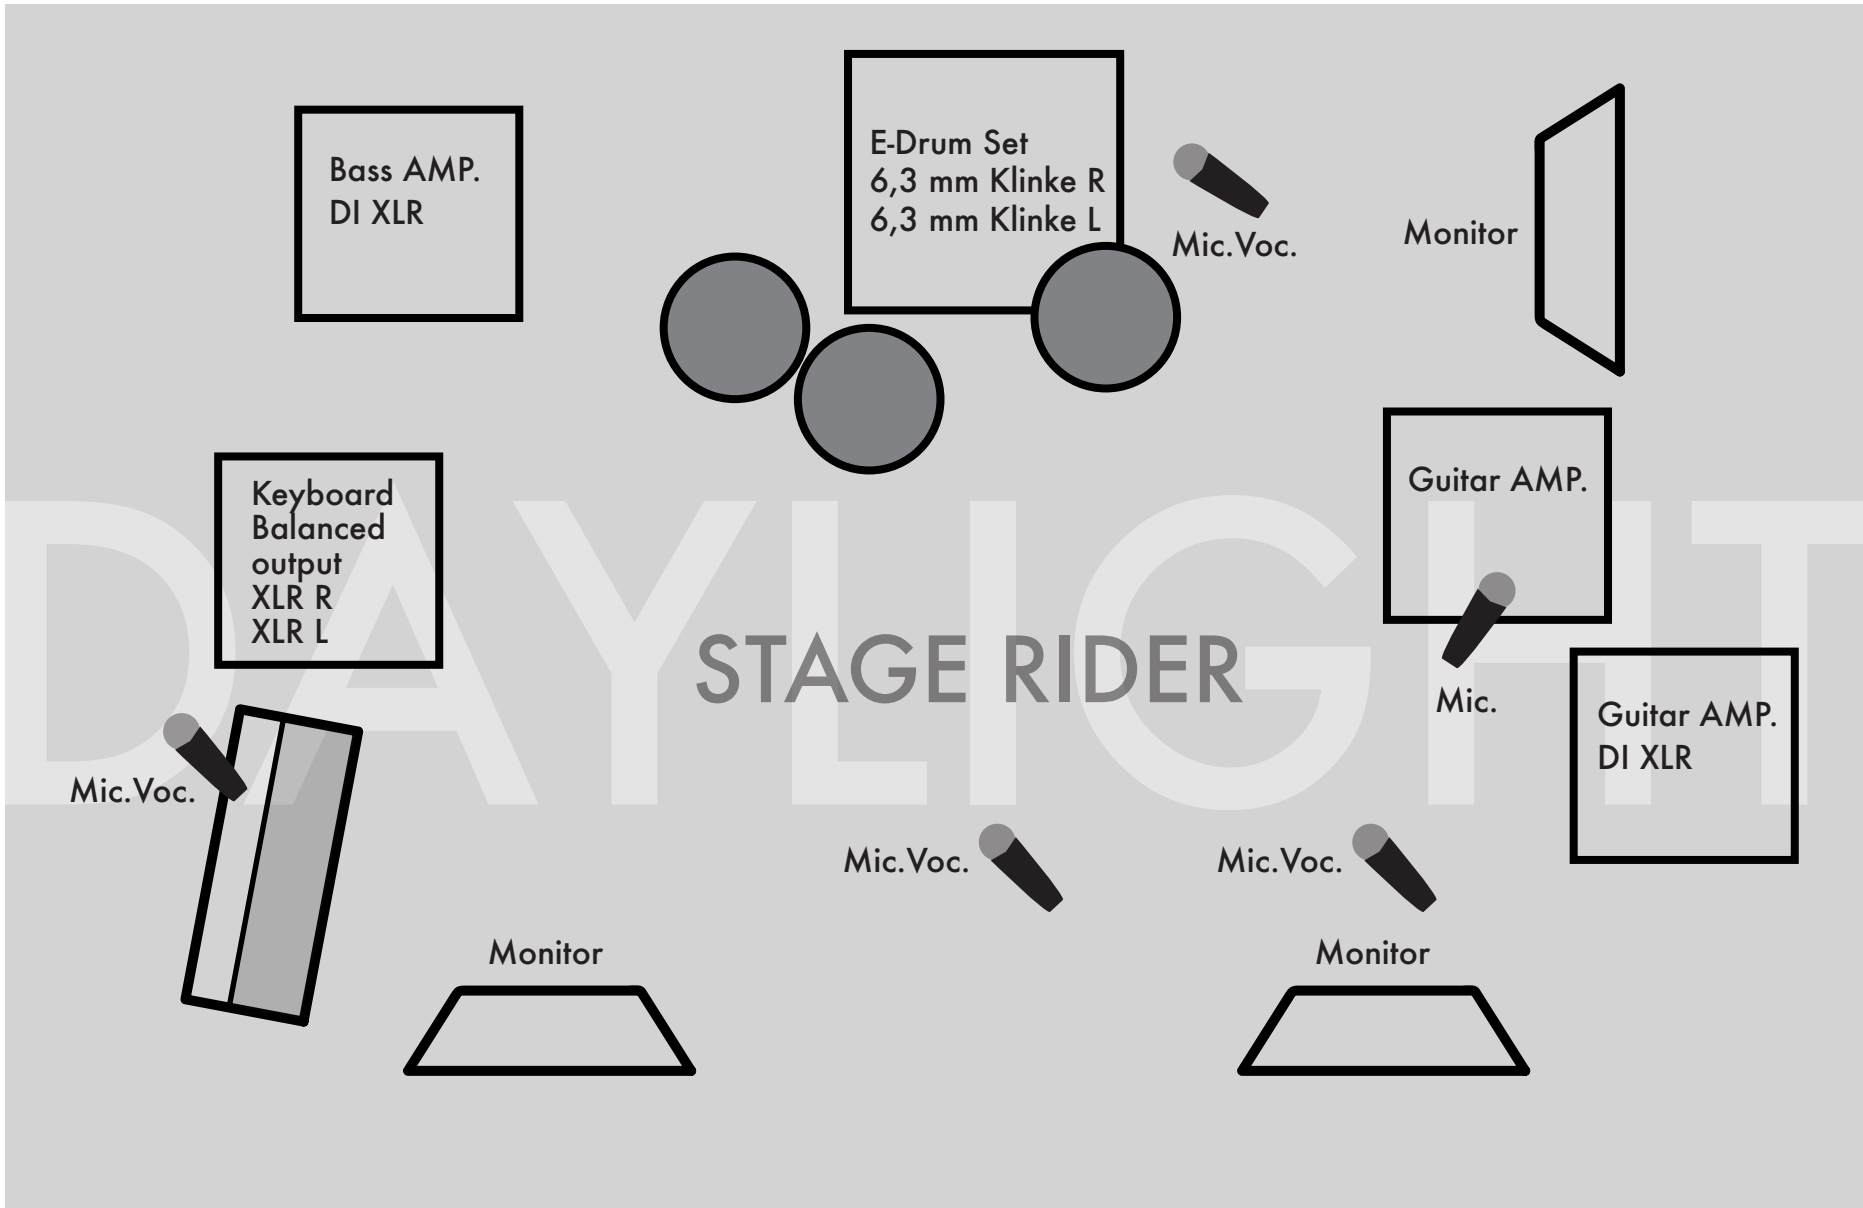 E-Drum Set
6,3 mm Klinke R
6,3 mm Klinke L
Bass AMP.
DI XLR
Mic.Voc.
Monitor
Keyboard
Balanced
output
XLR R
XLR L
Guitar AMP.
DAYLIGHT
STAGE RIDER
Mic.
Guitar AMP.
DI XLR
Mic.Voc.
Mic.Voc.
Mic.Voc.
Monitor
Monitor